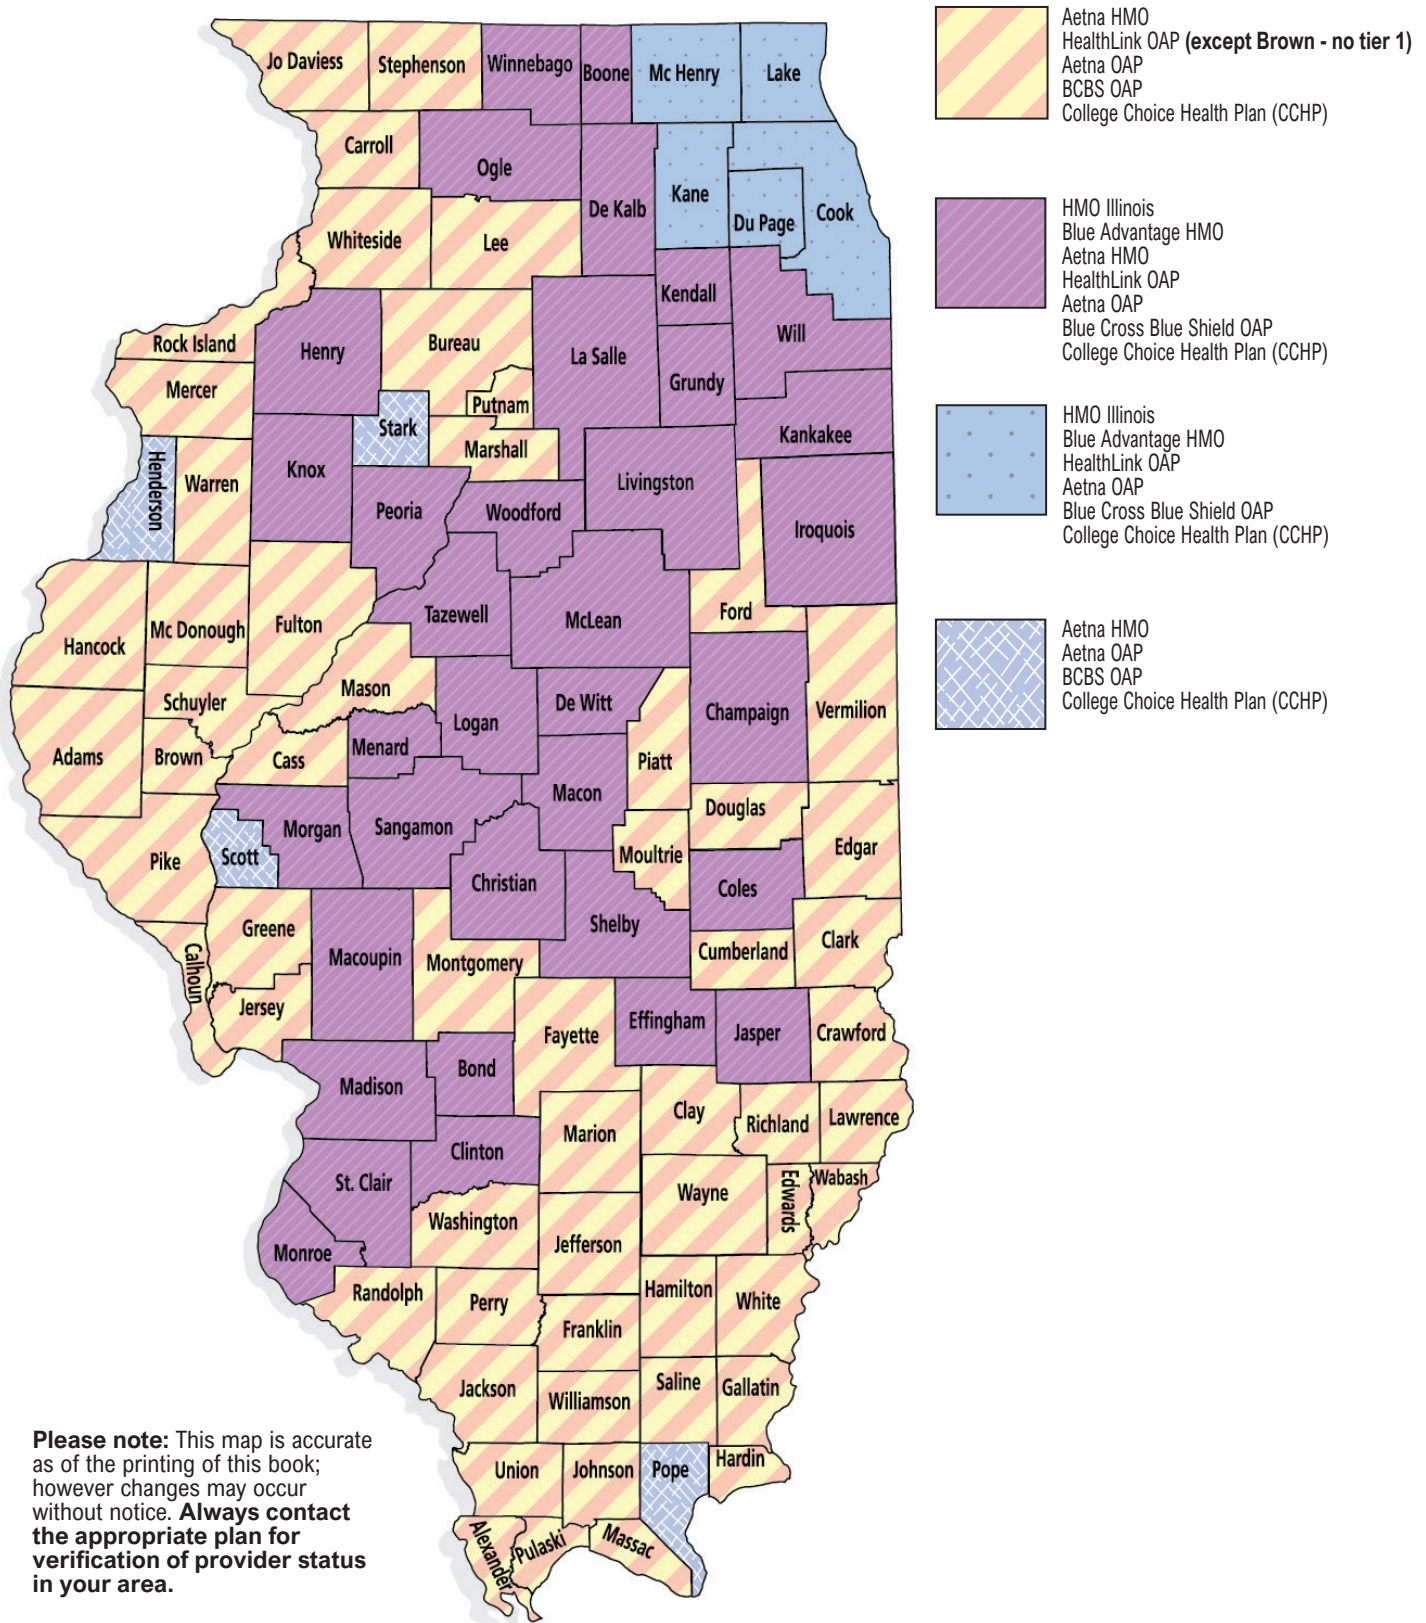 Jo Daviess
Stephenson
Winnebago
Boone
Mc Henry
Lake
Carroll
Ogle
De Kalb
Kane
Du Page
Cook
Whiteside
Lee
Kendall
Will
Rock Island
Henry
Bureau
La Salle
Grundy
Mercer
Putnam
Kankakee
Stark
Marshall
Henderson
Warren
Knox
Peoria
Woodford
Livingston
Iroquois
Hancock
Mc Donough
Fulton
Tazewell
McLean
Ford
Schuyler
Mason
Logan
De Witt
Champaign
Vermilion
Adams
Brown
Cass
Menard
Macon
Piatt
Douglas
Pike
Scott
Morgan
Sangamon
Christian
Moultrie
Coles
Edgar
Greene
Calhoun
Macoupin
Montgomery
Shelby
Cumberland
Clark
Jersey
Fayette
Effingham
Jasper
Crawford
Madison
Bond
Clay
Richland
Lawrence
Clinton
Marion
St. Clair
Wayne
Edwards
Wabash
Washington
Jefferson
Monroe
Randolph
Perry
Franklin
Hamilton
White
Jackson
Williamson
Saline
Gallatin
Union
Johnson
Pope
Hardin
Alexander
Pulaski
Massac
Aetna HMO
HealthLink OAP (except Brown - no tier 1)
Aetna OAP
BCBS OAP
College Choice Health Plan (CCHP)
HMO Illinois
Blue Advantage HMO
Aetna HMO
HealthLink OAP
Aetna OAP
Blue Cross Blue Shield OAP
College Choice Health Plan (CCHP)
HMO Illinois
Blue Advantage HMO
HealthLink OAP
Aetna OAP
Blue Cross Blue Shield OAP
College Choice Health Plan (CCHP)
Aetna HMO
Aetna OAP
BCBS OAP
College Choice Health Plan (CCHP)
Please note: This map is accurate
as of the printing of this book;
however changes may occur
without notice. Always contact
the appropriate plan for
verification of provider status
in your area.